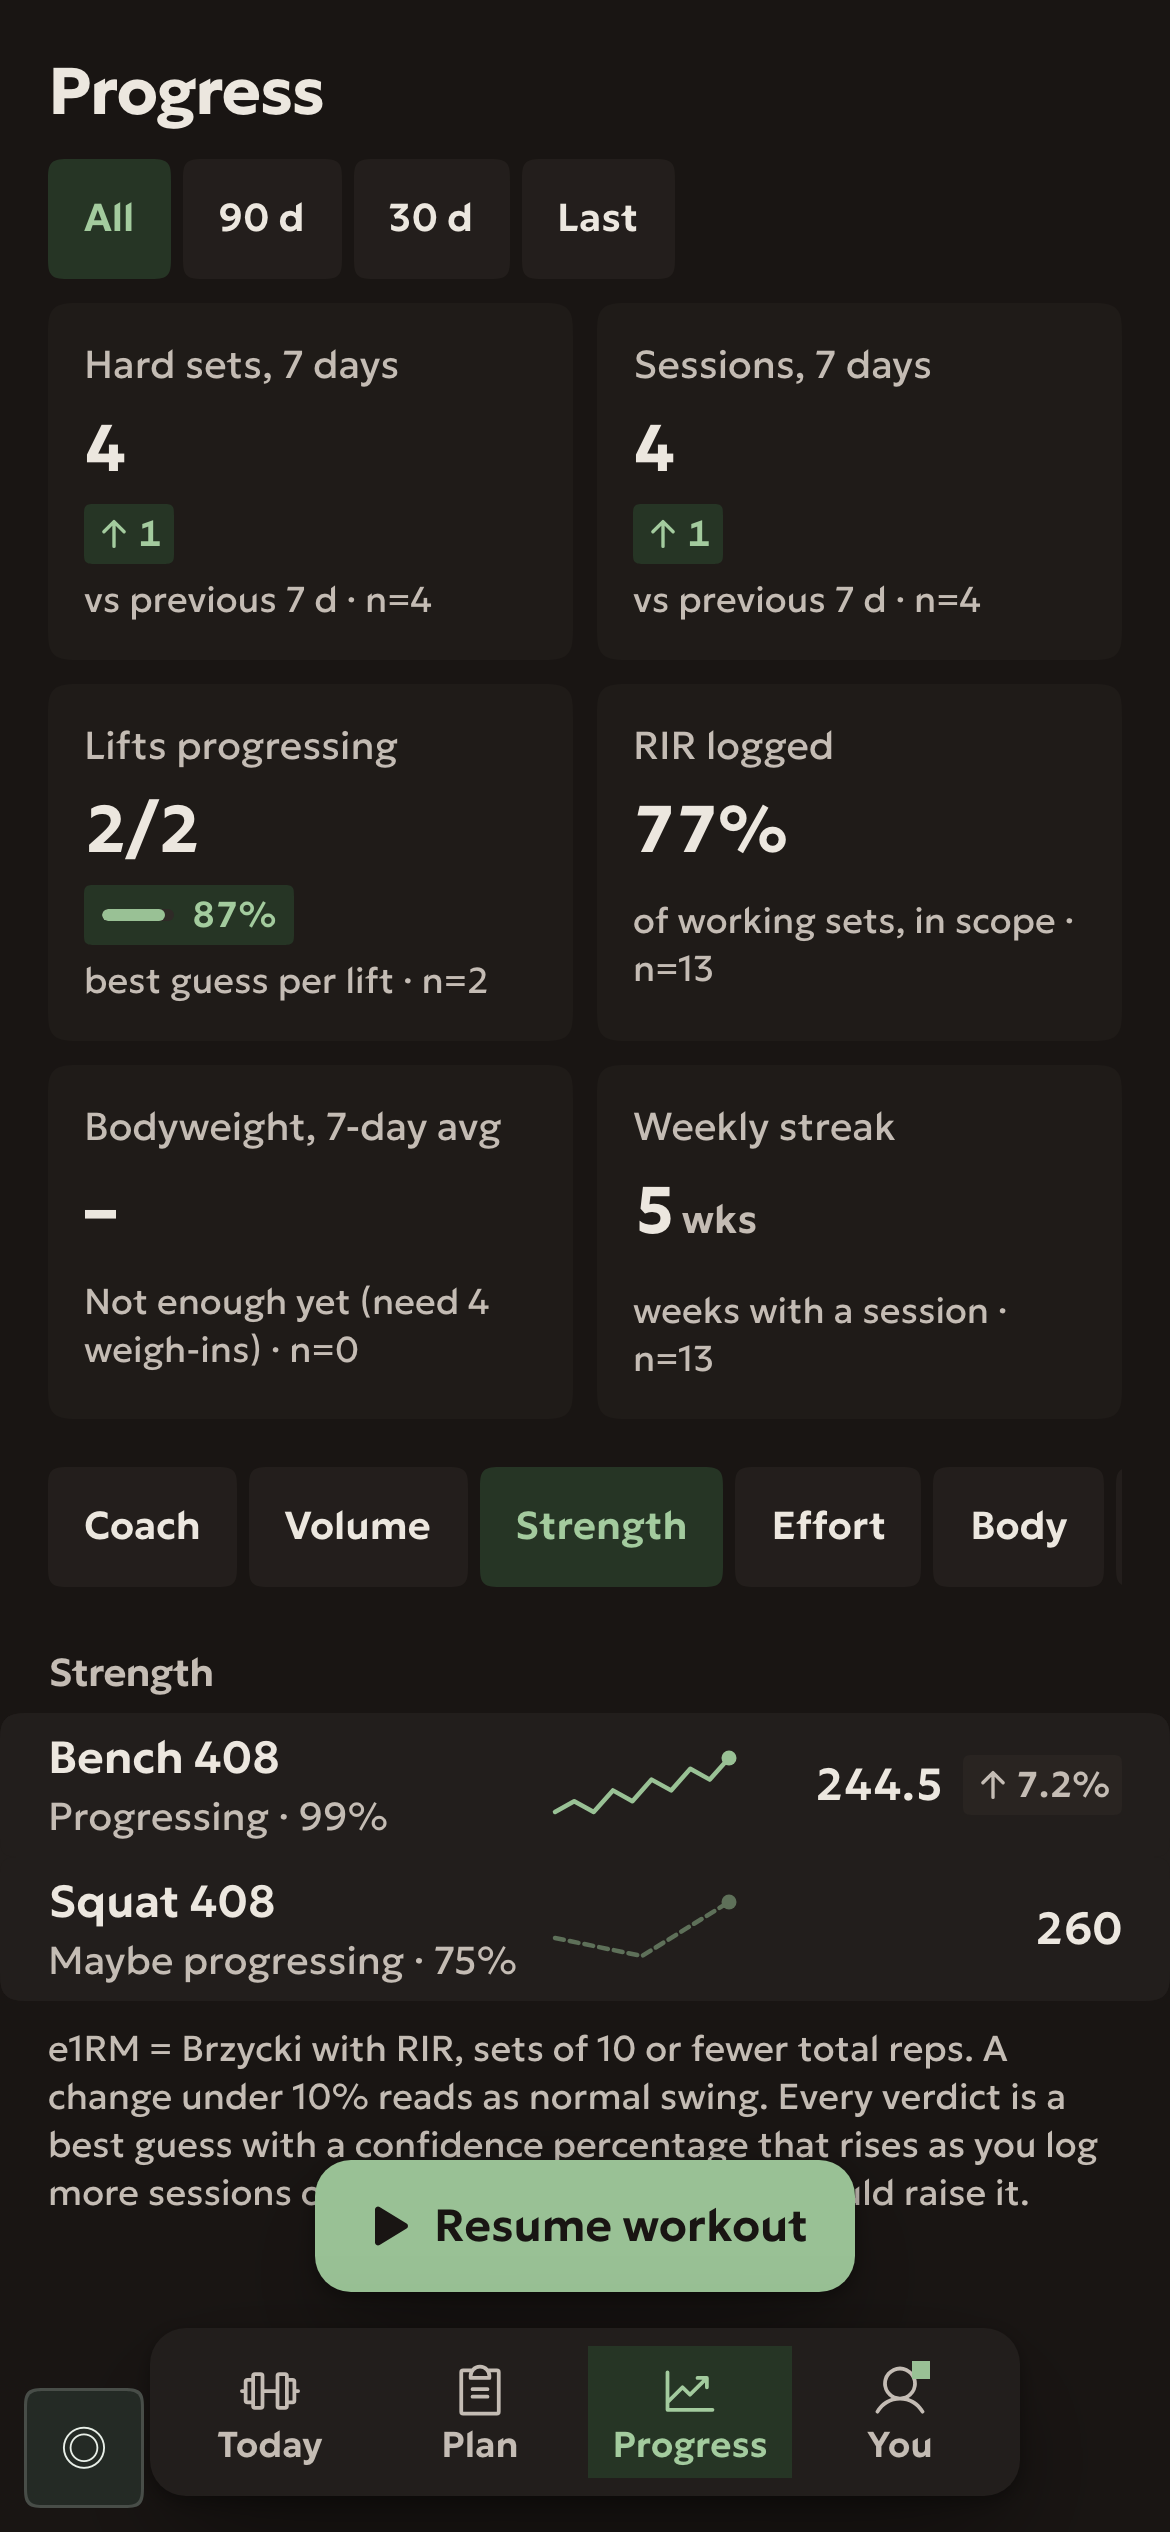 Progress
All
90 d
30 d
Last
Hard sets, 7 days
4
↑ 1
vs previous 7 d · n=4
Sessions, 7 days
4
↑ 1
vs previous 7 d · n=4
Lifts progressing
2/2
87%
best guess per lift · n=2
RIR logged
77%
of working sets, in scope ·
n=13
Bodyweight, 7-day avg
–
Not enough yet (need 4
weigh-ins) · n=0
Weekly streak
5 wks
weeks with a session ·
n=13
Coach
Volume
Strength
Effort
Body
Strength
Bench 408
Progressing · 99%
244.5
↑ 7.2%
Squat 408
Maybe progressing · 75%
260
e1RM = Brzycki with RIR, sets of 10 or fewer total reps. A
change under 10% reads as normal swing. Every verdict is a
best guess with a confidence percentage that rises as you log
more sessions raise it.
Resume workout
Today
Plan
Progress
You